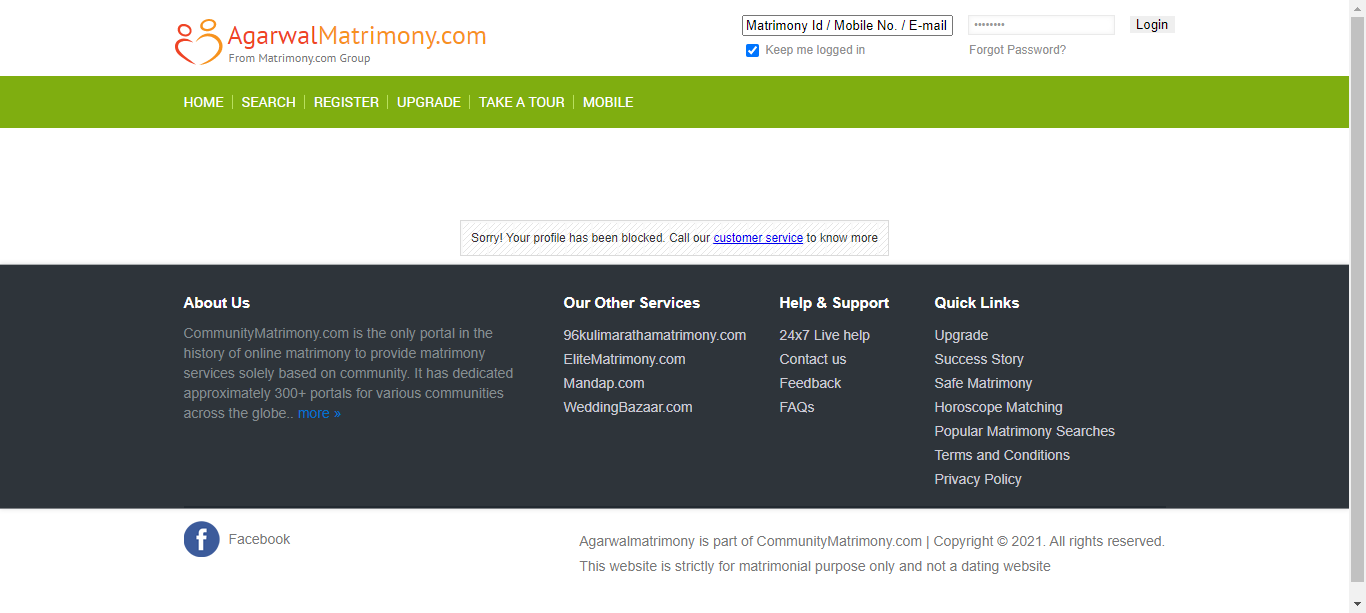 AgarwalMatrimony.com
From Matrimony.com Group
Matrimony Id / Mobile No. / E-mail
••••••••
Login
Keep me logged in
Forgot Password?
HOME
SEARCH
REGISTER
UPGRADE
TAKE A TOUR
MOBILE
Sorry! Your profile has been blocked. Call our customer service to know more
About Us
CommunityMatrimony.com is the only portal in the
history of online matrimony to provide matrimony
services solely based on community. It has dedicated
approximately 300+ portals for various communities
across the globe.. more »
Our Other Services
96kulimarathamatrimony.com
EliteMatrimony.com
Mandap.com
WeddingBazaar.com
Help & Support
24x7 Live help
Contact us
Feedback
FAQs
Quick Links
Upgrade
Success Story
Safe Matrimony
Horoscope Matching
Popular Matrimony Searches
Terms and Conditions
Privacy Policy
f
Facebook
Agarwalmatrimony is part of CommunityMatrimony.com | Copyright © 2021. All rights reserved.
This website is strictly for matrimonial purpose only and not a dating website